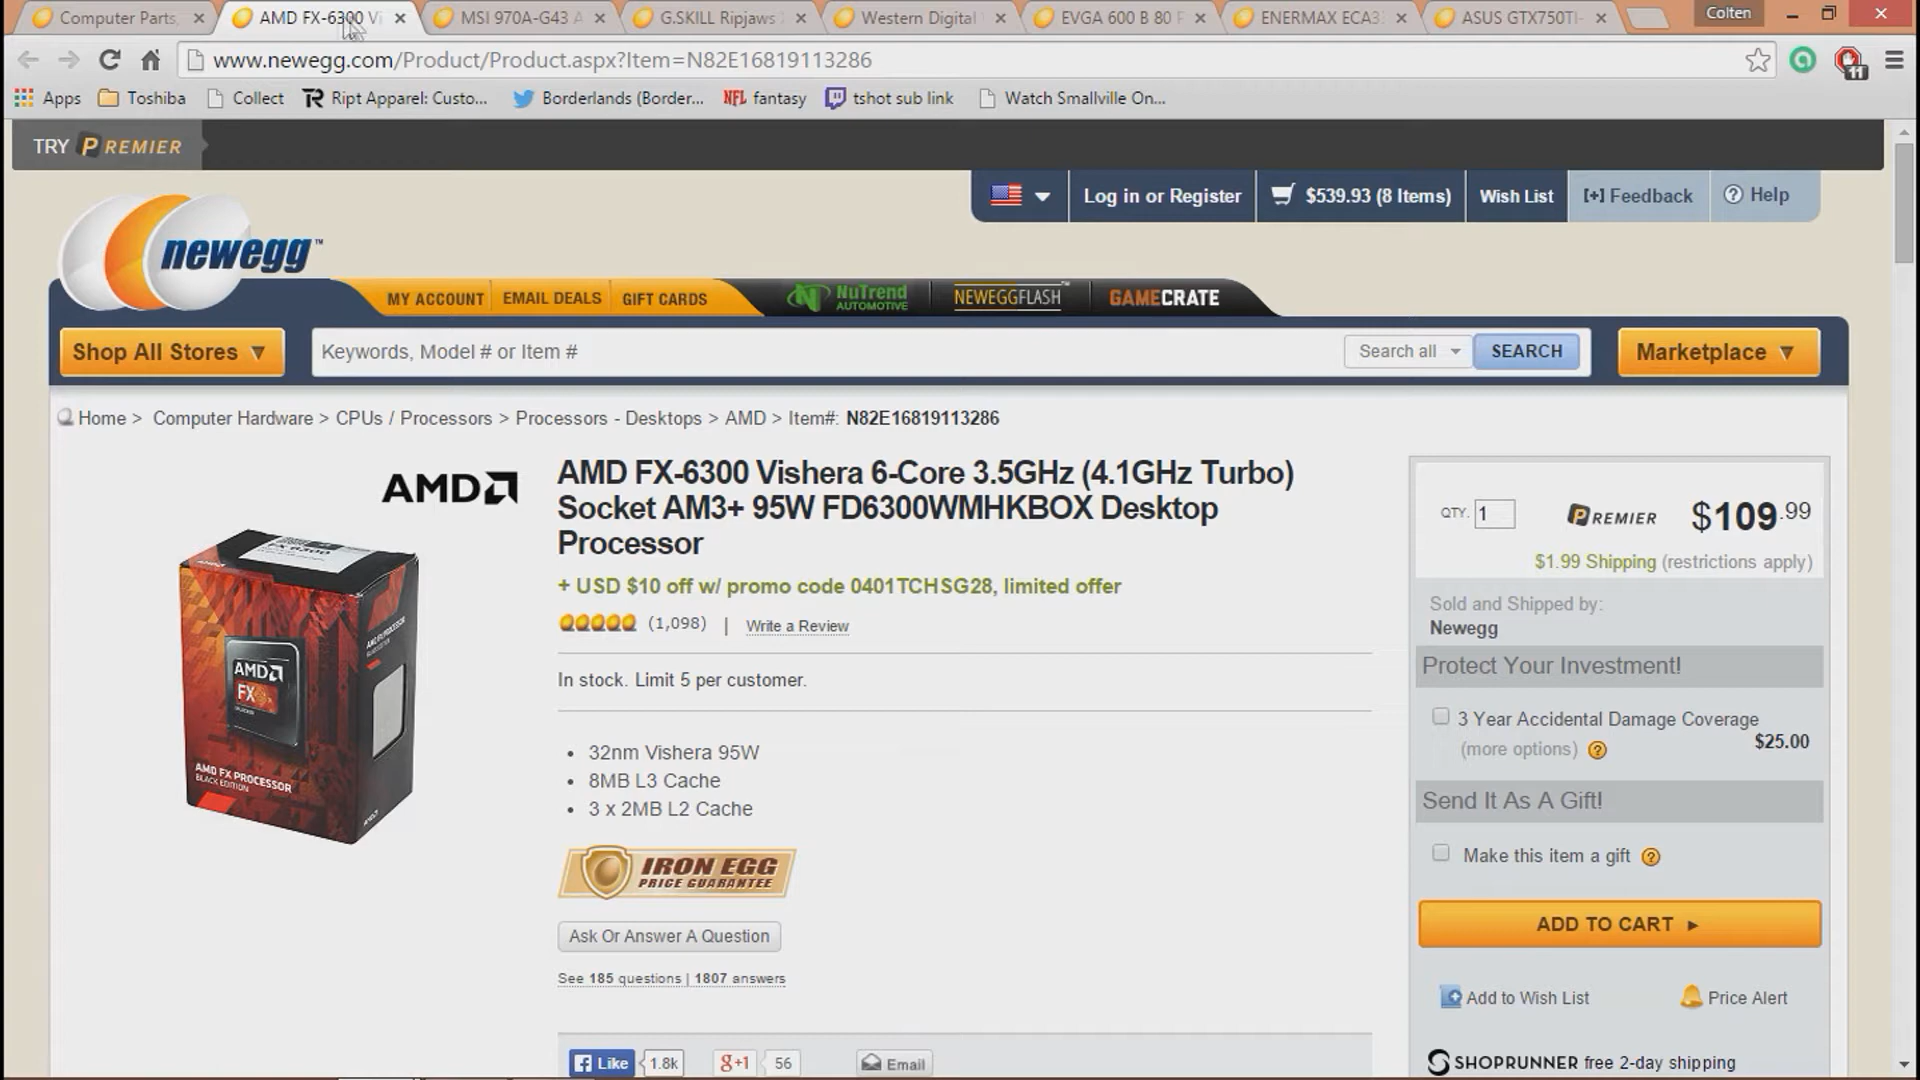 Computer Parts,
AMD FX-6300 Vi
MSI 970A-G43 A
G.SKILL Ripjaws
Western Digital
EVGA 600 B 80 P
ENERMAX ECA3
ASUS GTX750TI-
Colten
www.newegg.com/Product/Product.aspx?Item=N82E16819113286
11
Apps
Toshiba
Collect
Ript Apparel: Custo...
Borderlands (Border...
NFL fantasy
tshot sub link
Watch Smallville On...
TRY PREMIER
Log in or Register
$539.93 (8 Items)
Wish List
[+] Feedback
? Help
newegg™
MY ACCOUNT
EMAIL DEALS
GIFT CARDS
NUTREND AUTOMOTIVE
NEWEGGFLASH
GAMECRATE
Shop All Stores ▼
Keywords, Model # or Item #
Search all
SEARCH
Marketplace ▼
Home > Computer Hardware > CPUs / Processors > Processors - Desktops > AMD > Item#: N82E16819113286
AMD
AMD FX-6300 Vishera 6-Core 3.5GHz (4.1GHz Turbo)
Socket AM3+ 95W FD6300WMHKBOX Desktop
Processor
+ USD $10 off w/ promo code 0401TCHSG28, limited offer
(1,098) | Write a Review
In stock. Limit 5 per customer.
• 32nm Vishera 95W
• 8MB L3 Cache
• 3 x 2MB L2 Cache
IRON EGG
PRICE GUARANTEE
Ask Or Answer A Question
See 185 questions | 1807 answers
Like 1.8k
g+1 56
Email
AMD
FX
AMD FX PROCESSOR
BLACK EDITION
QTY. 1
PREMIER
$109.99
$1.99 Shipping (restrictions apply)
Sold and Shipped by:
Newegg
Protect Your Investment!
3 Year Accidental Damage Coverage
(more options) ?
$25.00
Send It As A Gift!
Make this item a gift ?
ADD TO CART ►
Add to Wish List
Price Alert
SHOPRUNNER free 2-day shipping